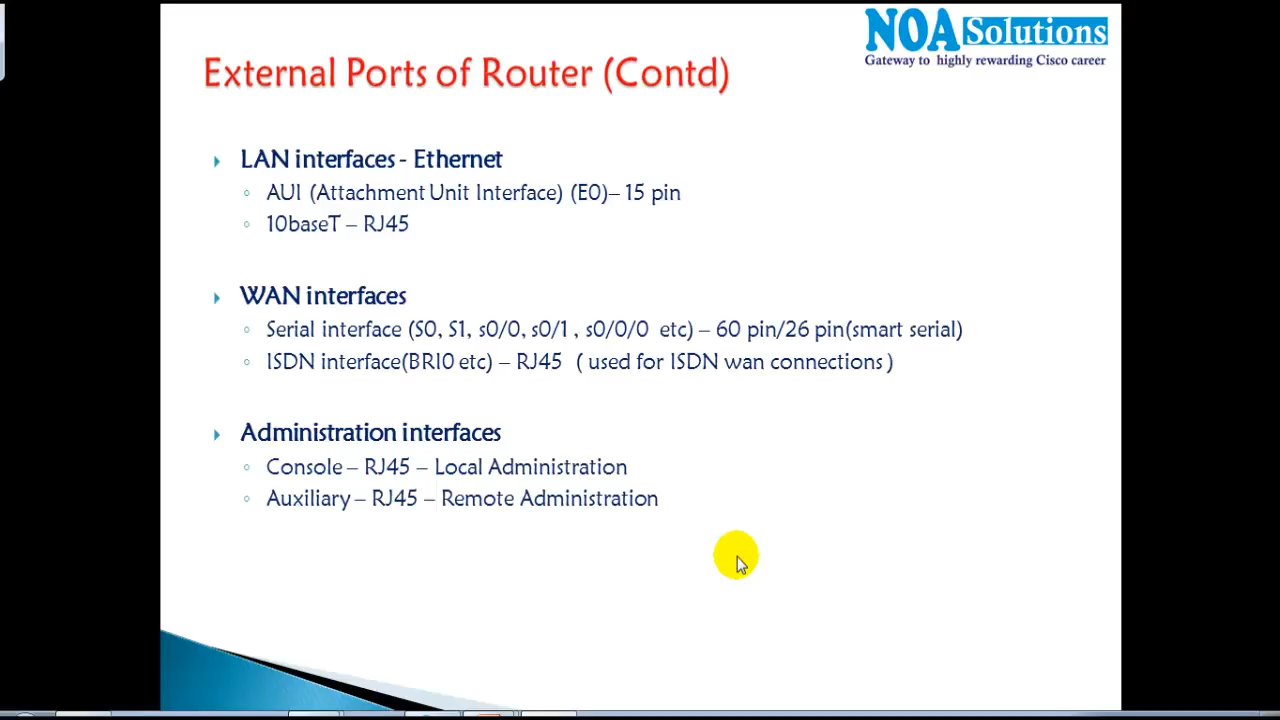 NOA Solutions
Gateway to highly rewarding Cisco career
External Ports of Router (Contd)
LAN interfaces - Ethernet
AUI (Attachment Unit Interface) (E0)– 15 pin
10baseT – RJ45
WAN interfaces
Serial interface (S0, S1, s0/0, s0/1 , s0/0/0 etc) – 60 pin/26 pin(smart serial)
ISDN interface(BRI0 etc) – RJ45 ( used for ISDN wan connections )
Administration interfaces
Console – RJ45 – Local Administration
Auxiliary – RJ45 – Remote Administration